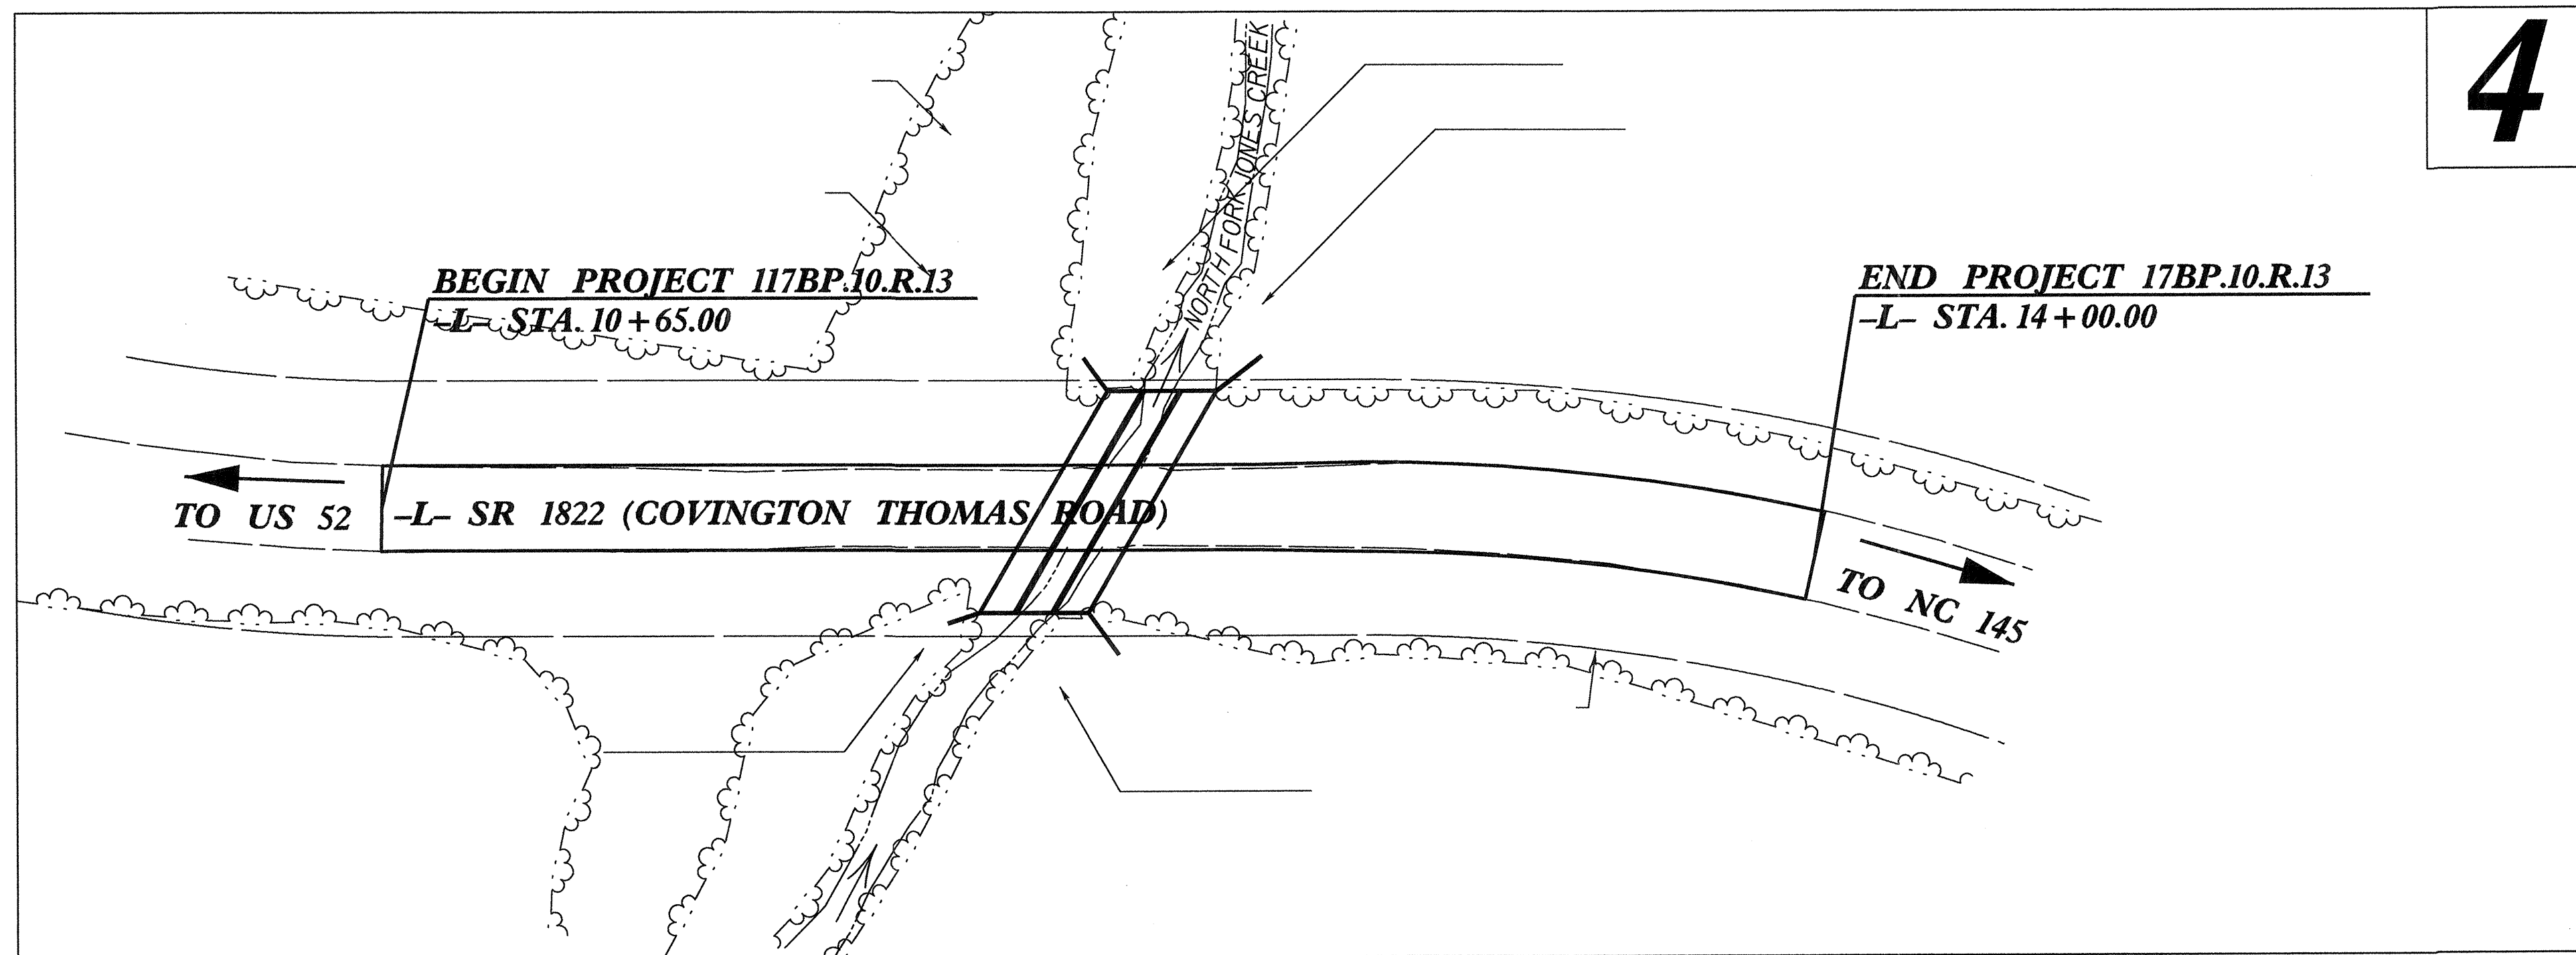 4
NORTH FORK JONES CREEK
BEGIN PROJECT 117BP.10.R.13
-L- STA. 10+65.00
END PROJECT 17BP.10.R.13
-L- STA. 14+00.00
TO US 52
-L- SR 1822 (COVINGTON THOMAS ROAD)
TO NC 145